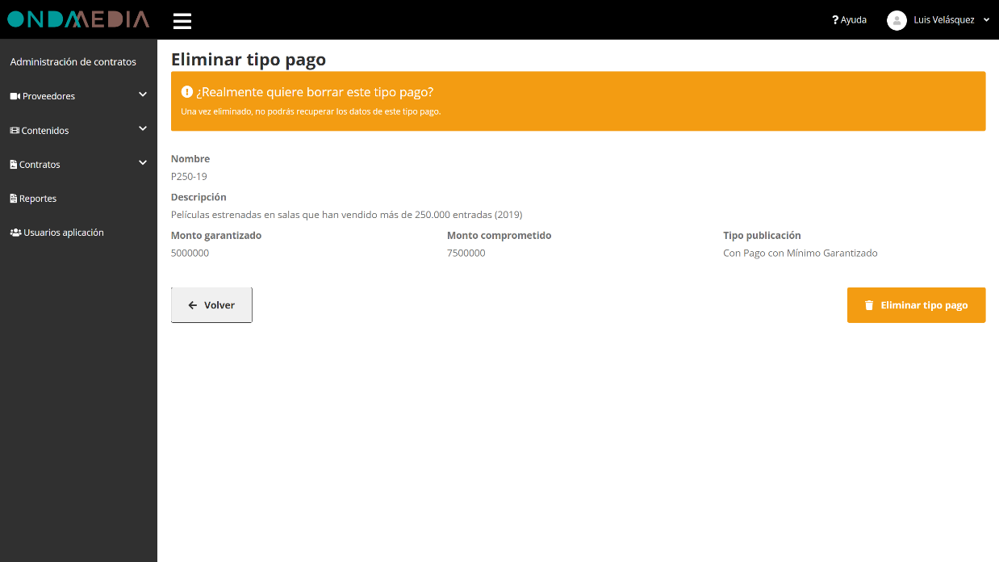 ONDAMEDIA
Ayuda
Luis Velásquez
Administración de contratos
Proveedores
Contenidos
Contratos
Reportes
Usuarios aplicación
Eliminar tipo pago
¿Realmente quiere borrar este tipo pago?
Una vez eliminado, no podrás recuperar los datos de este tipo pago.
Nombre
P250-19
Descripción
Películas estrenadas en salas que han vendido más de 250.000 entradas (2019)
Monto garantizado
5000000
Monto comprometido
7500000
Tipo publicación
Con Pago con Mínimo Garantizado
Volver
Eliminar tipo pago